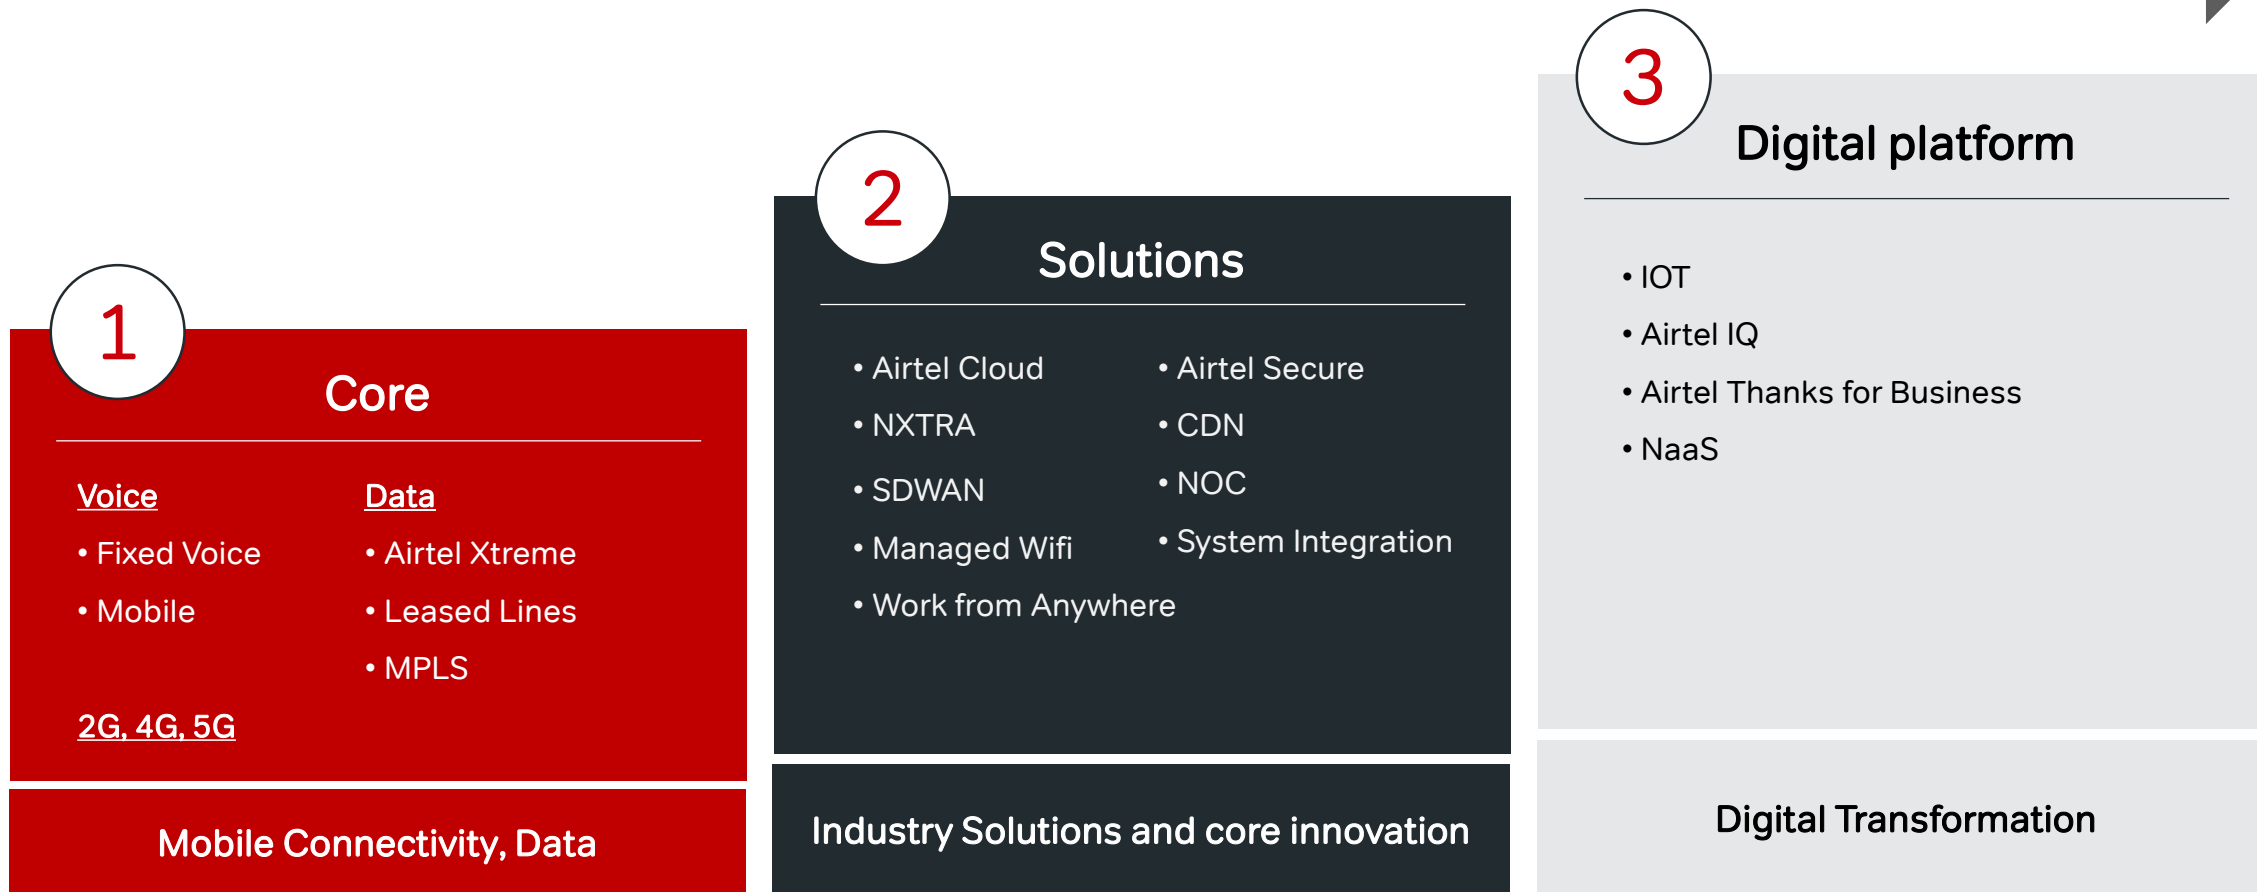 1
Core
Voice
• Fixed Voice
• Mobile
2G, 4G, 5G
Data
• Airtel Xtreme
• Leased Lines
• MPLS
Mobile Connectivity, Data
2
Solutions
• Airtel Cloud
• NXTRA
• SDWAN
• Managed Wifi
• Work from Anywhere
• Airtel Secure
• CDN
• NOC
• System Integration
Industry Solutions and core innovation
3
Digital platform
• IOT
• Airtel IQ
• Airtel Thanks for Business
• NaaS
Digital Transformation